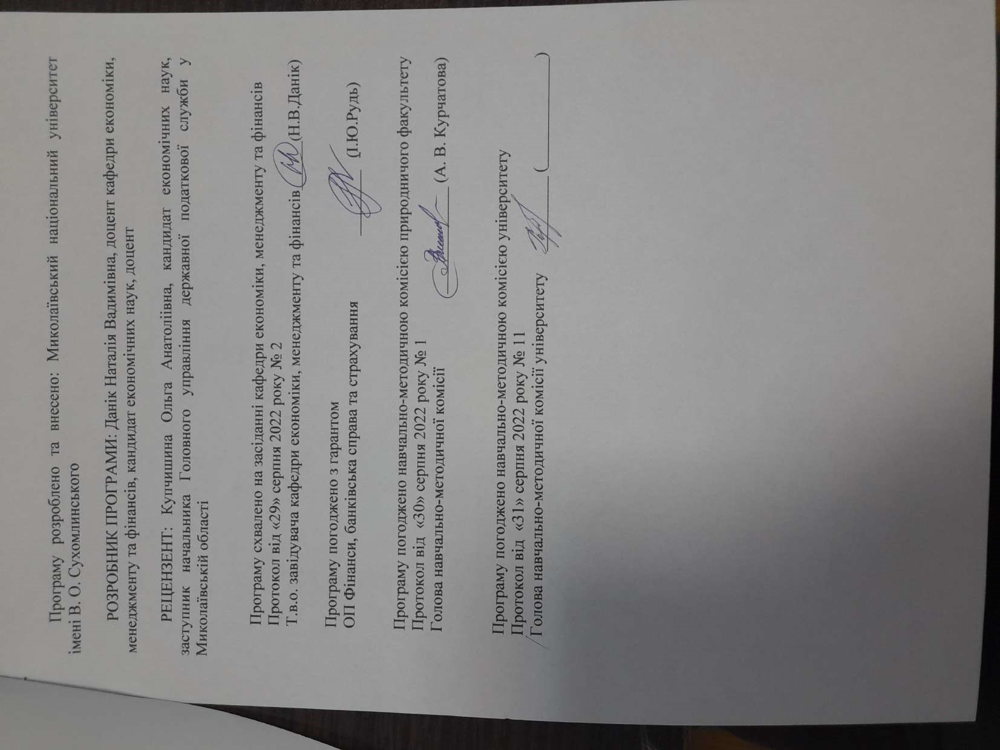 Програму розроблено та внесено: Миколаївський національний університет
імені В. О. Сухомлинського
РОЗРОБНИК ПРОГРАМИ: Данік Наталія Вадимівна, доцент кафедри економіки,
менеджменту та фінансів, кандидат економічних наук, доцент
РЕЦЕНЗЕНТ: Купчишина Ольга Анатоліївна, кандидат економічних наук,
заступник начальника Головного управління державної податкової служби у
Миколаївській області
Програму схвалено на засіданні кафедри економіки, менеджменту та фінансів
Протокол від «29» серпня 2022 року № 2
Т.в.о. завідувача кафедри економіки, менеджменту та фінансів (Н.В.Данік)
Програму погоджено з гарантом
ОП Фінанси, банківська справа та страхування (І.Ю.Рудь)
Програму погоджено навчально-методичною комісією природничого факультету
Протокол від «30» серпня 2022 року № 1
Голова навчально-методичної комісії (А. В. Курчатова)
Програму погоджено навчально-методичною комісією університету
Протокол від «31» серпня 2022 року № 11
Голова навчально-методичної комісії університету (            )